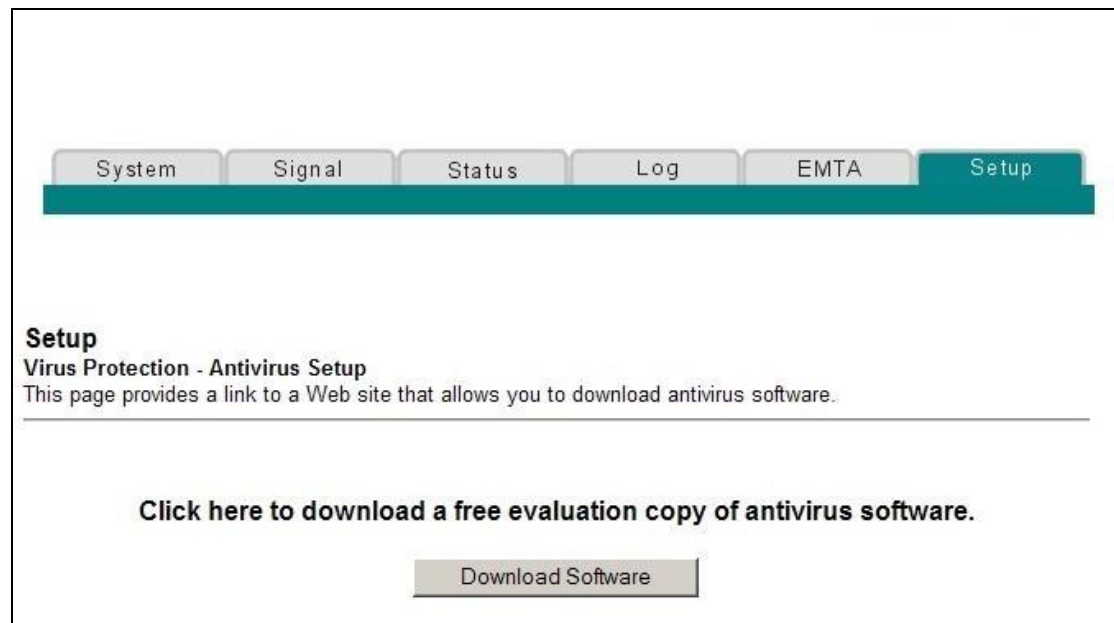 System Signal Status Log EMTA Setup
Setup
Virus Protection - Antivirus Setup
This page provides a link to a Web site that allows you to download antivirus software.
Click here to download a free evaluation copy of antivirus software.
Download Software